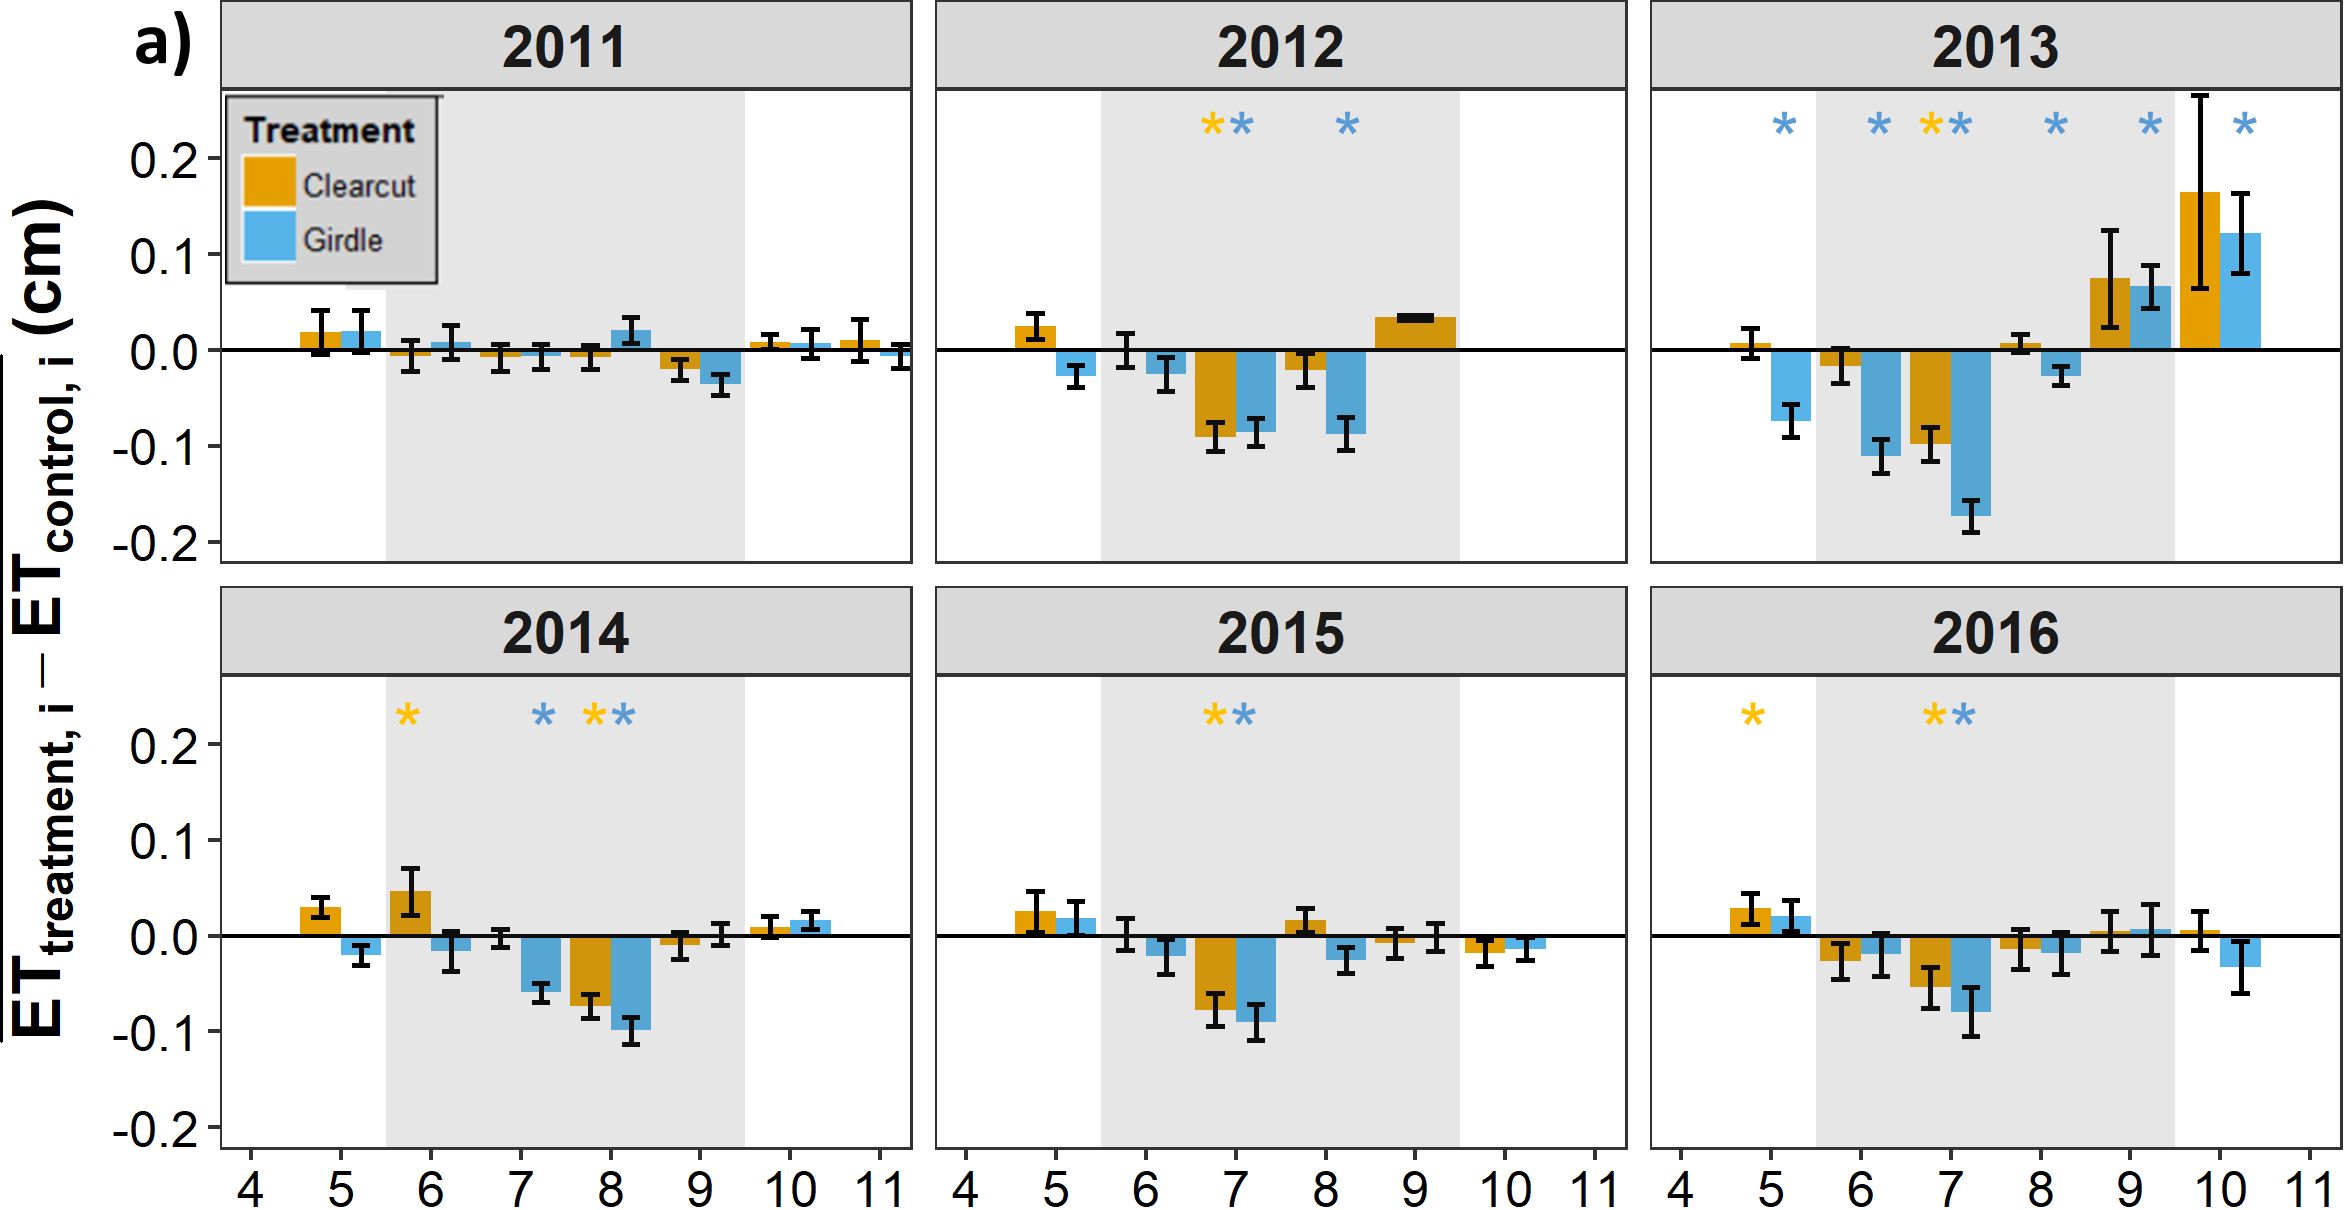 a)
2011
2012
2013
Treatment
Clearcut
Girdle
* * *
* * * * * * *
0.2
0.1
0.0
-0.1
-0.2
ETtreatment, i − ETcontrol, i (cm)
2014
2015
2016
* * * *
* *
* * *
0.2
0.1
0.0
-0.1
-0.2
4 5 6 7 8 9 10 11
4 5 6 7 8 9 10 11
4 5 6 7 8 9 10 11